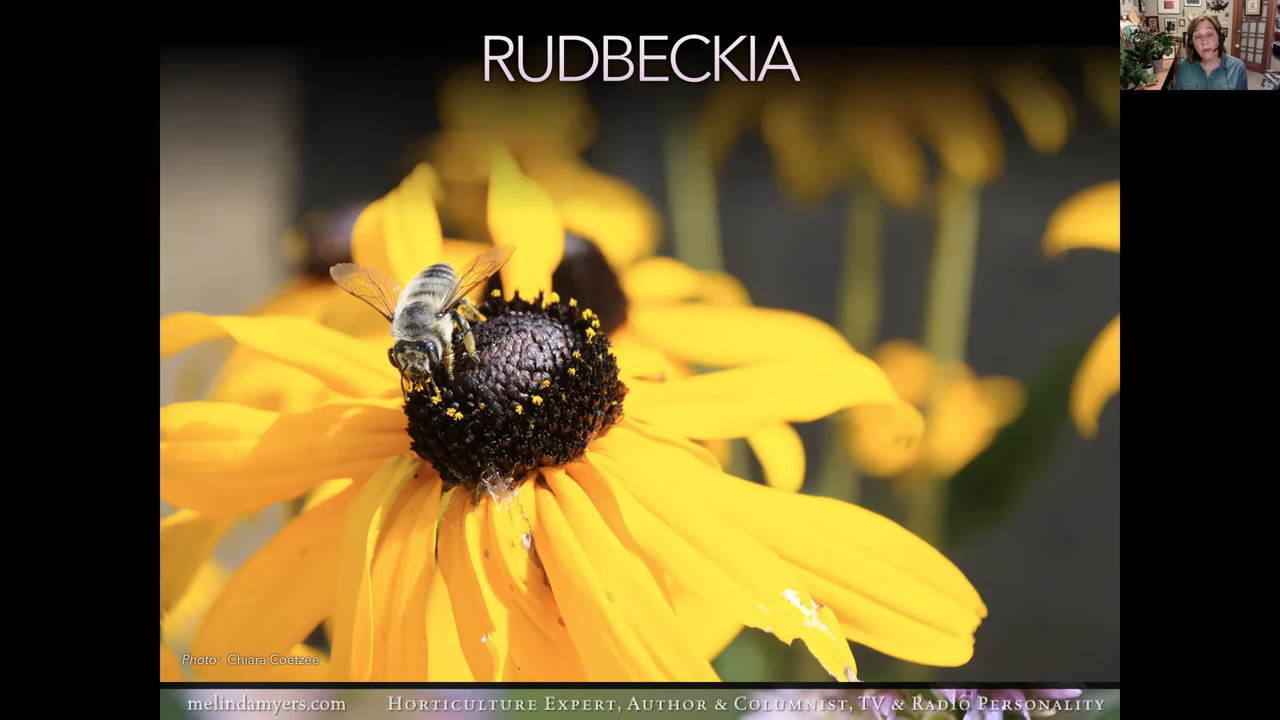 RUDBECKIA
Photo: Chiara Coetzee
melindamyers.com HORTICULTURE EXPERT, AUTHOR & COLUMNIST, TV & RADIO PERSONALITY